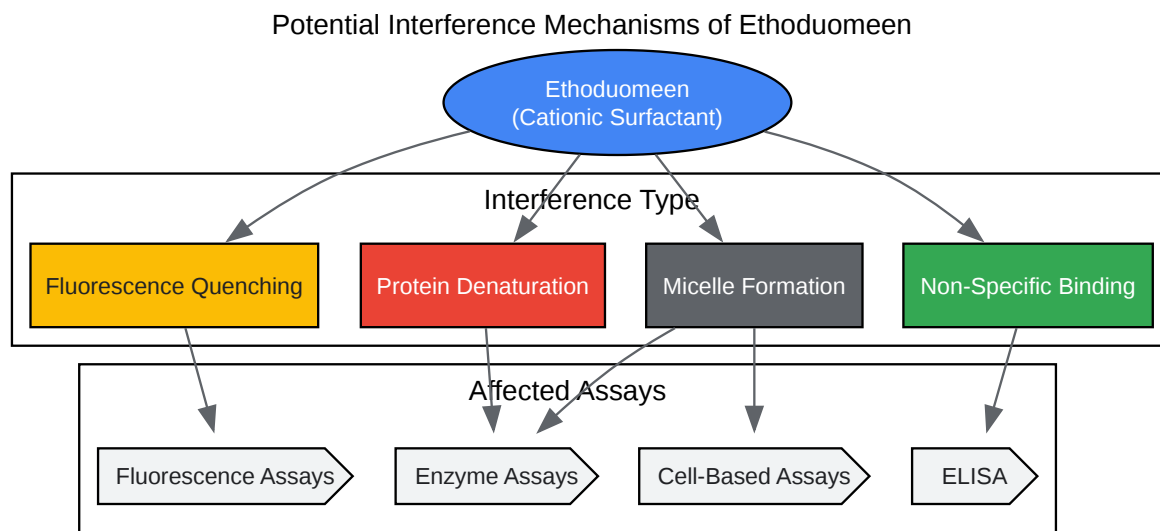 Potential Interference Mechanisms of Ethoduomeen
Ethoduomeen
(Cationic Surfactant)
Interference Type
Fluorescence Quenching
Protein Denaturation
Micelle Formation
Non-Specific Binding
Affected Assays
Fluorescence Assays
Enzyme Assays
Cell-Based Assays
ELISA